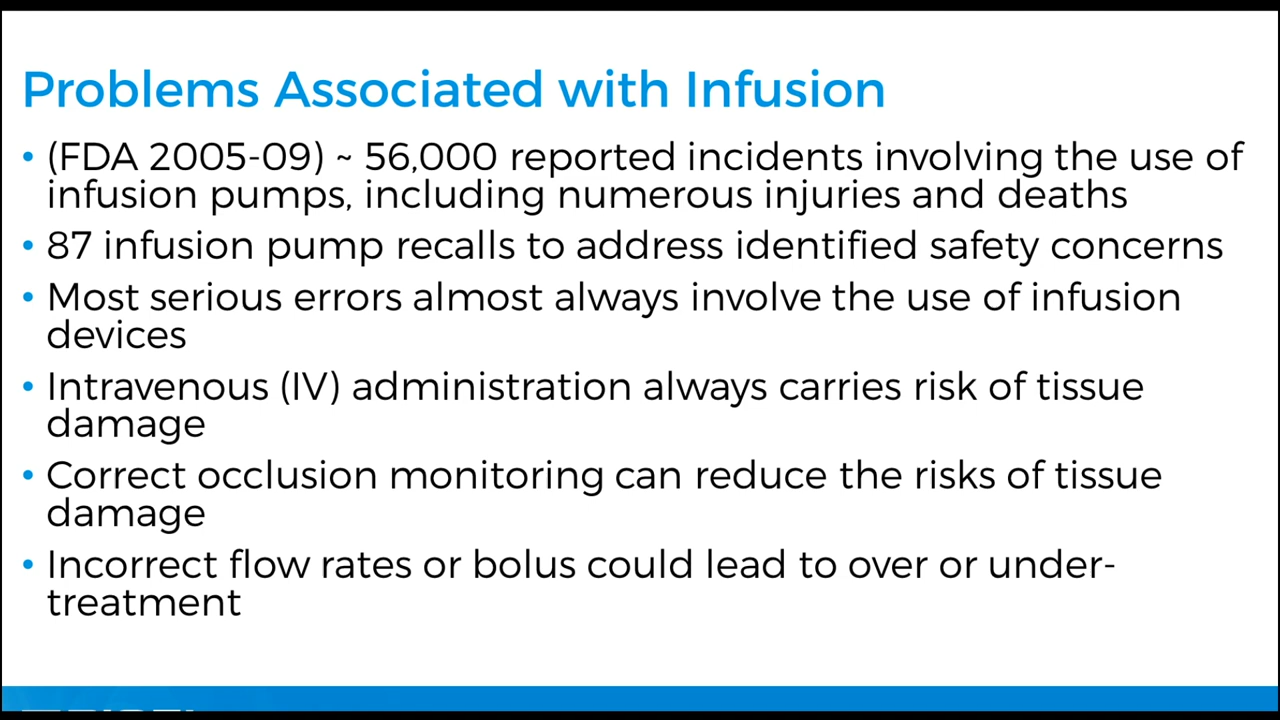 Problems Associated with Infusion
• (FDA 2005-09) ~ 56,000 reported incidents involving the use of
infusion pumps, including numerous injuries and deaths
• 87 infusion pump recalls to address identified safety concerns
• Most serious errors almost always involve the use of infusion
devices
• Intravenous (IV) administration always carries risk of tissue
damage
• Correct occlusion monitoring can reduce the risks of tissue
damage
• Incorrect flow rates or bolus could lead to over or under-
treatment